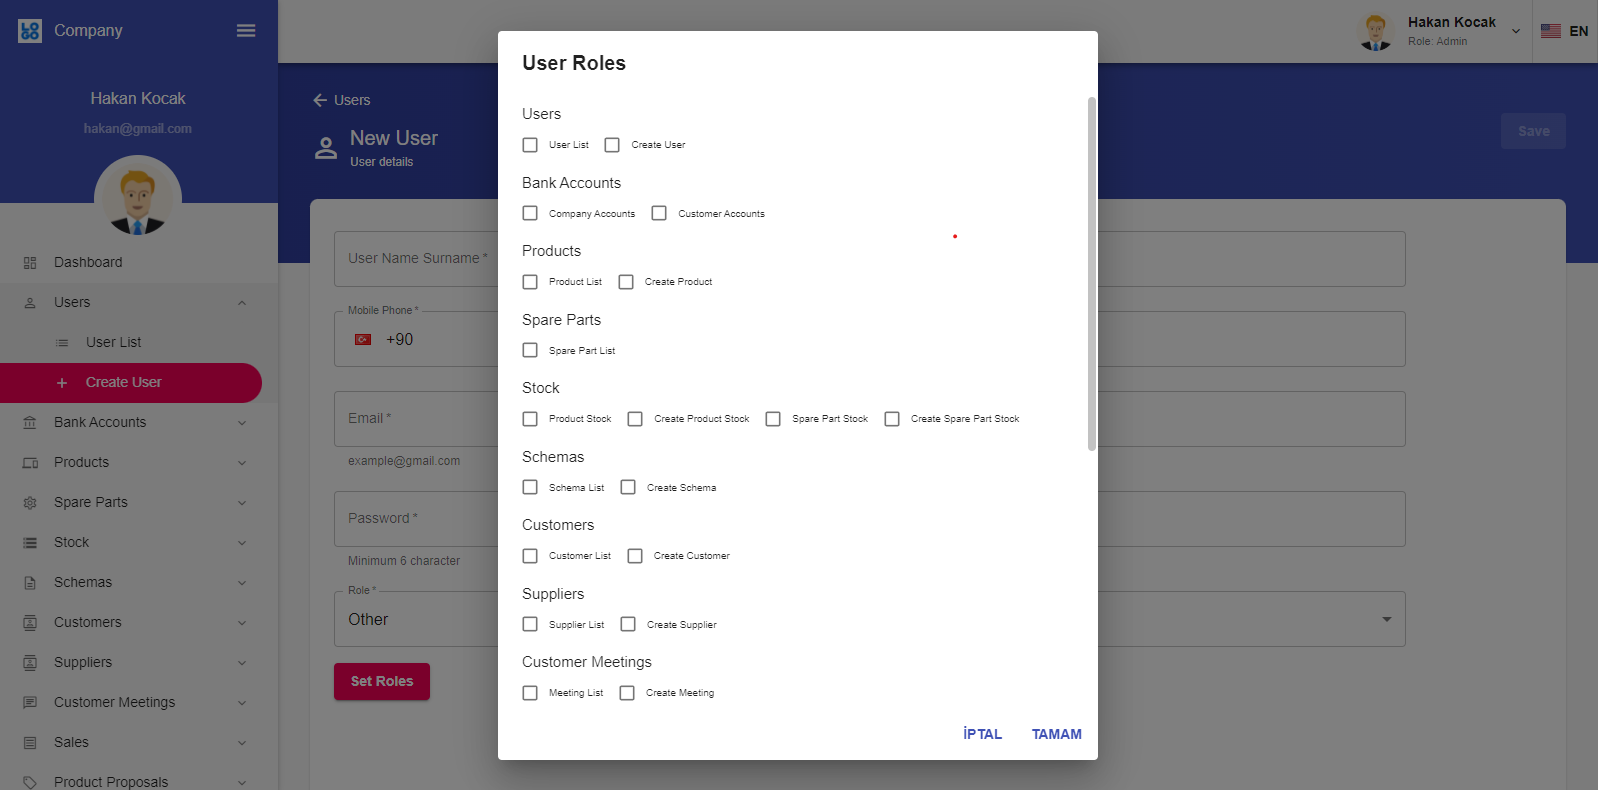 LO
GO
Company
Hakan Kocak
hakan@gmail.com
Dashboard
Users
User List
Create User
Bank Accounts
Products
Spare Parts
Stock
Schemas
Customers
Suppliers
Customer Meetings
Sales
Product Proposals
Hakan Kocak
Role: Admin
EN
Users
New User
User details
Save
User Name Surname *
Mobile Phone *
+90
Email *
example@gmail.com
Password *
Minimum 6 character
Role *
Other
Set Roles
User Roles
Users
User List Create User
Bank Accounts
Company Accounts Customer Accounts
Products
Product List Create Product
Spare Parts
Spare Part List
Stock
Product Stock Create Product Stock Spare Part Stock Create Spare Part Stock
Schemas
Schema List Create Schema
Customers
Customer List Create Customer
Suppliers
Supplier List Create Supplier
Customer Meetings
Meeting List Create Meeting
İPTAL TAMAM